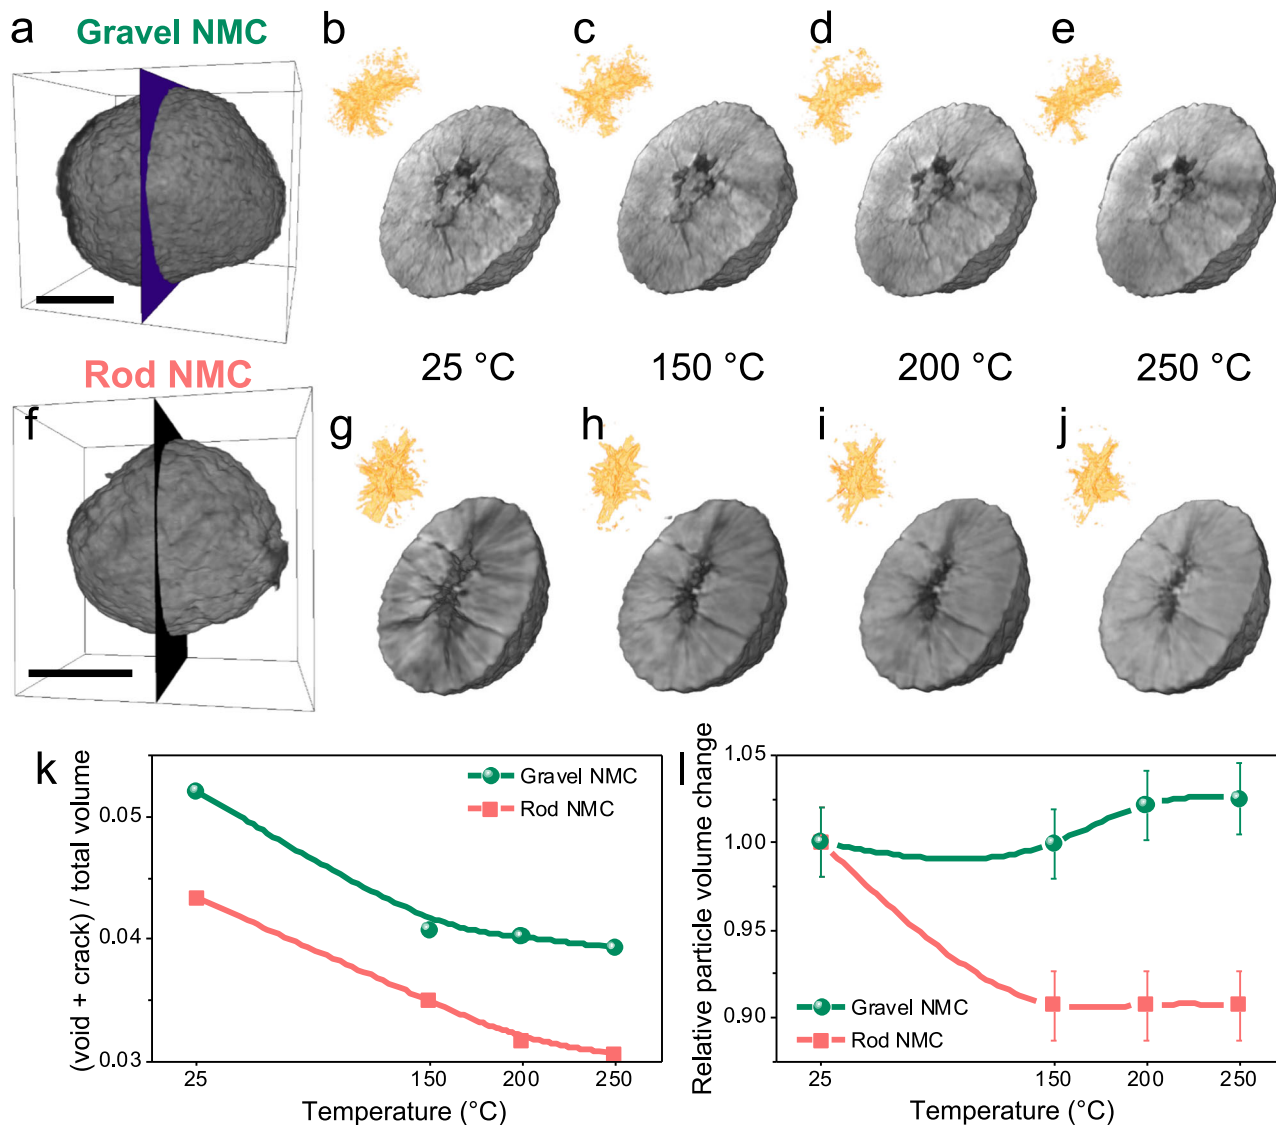 a Gravel NMC b c d e
Rod NMC 25 °C 150 °C 200 °C 250 °C
f g h i j
k
Gravel NMC
Rod NMC
(void + crack) / total volume
0.05
0.04
0.03
25 150 200 250
Temperature (°C)
l
Relative particle volume change
1.05
1.00
0.95
0.90
Gravel NMC
Rod NMC
25 150 200 250
Temperature (°C)